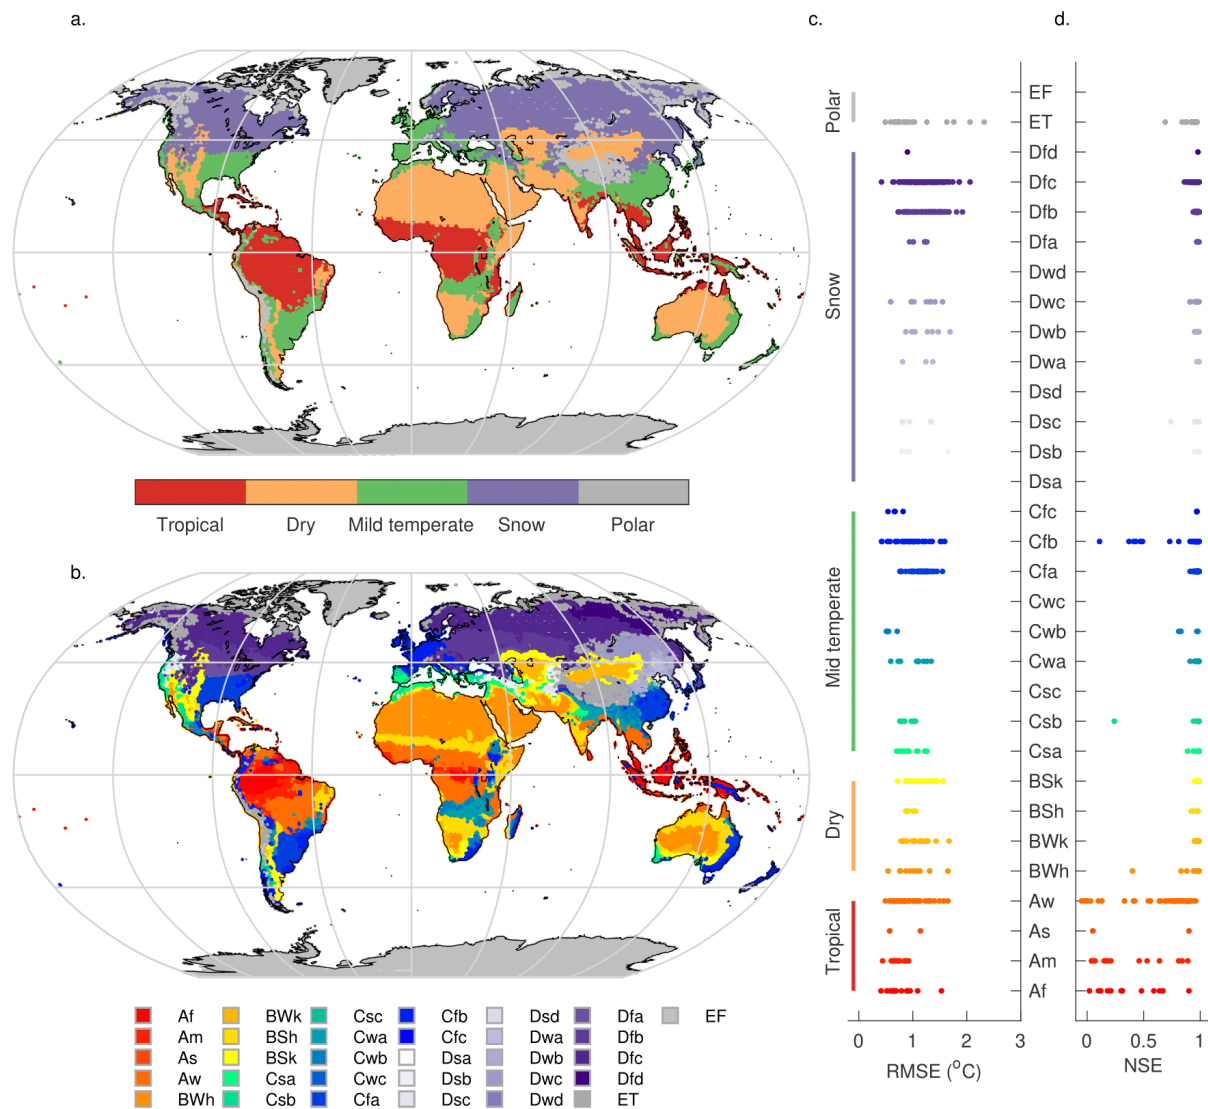 a.
Tropical Dry Mild temperate Snow Polar
b.
Af BWk Csc Cfb Dsd Dfa EF
Am BSh Cwa Cfc Dwa Dfb
As BSk Cwb Dsa Dwb Dfc
Aw Csa Cwc Dsb Dwc Dfd
BWh Csb Cfa Dsc Dwd ET
c.
d.
Polar
Snow
Mid temperate
Dry
Tropical
EF
ET
Dfd
Dfc
Dfb
Dfa
Dwd
Dwc
Dwb
Dwa
Dsd
Dsc
Dsb
Dsa
Cfc
Cfb
Cfa
Cwc
Cwb
Cwa
Csc
Csb
Csa
BSk
BSh
BWk
BWh
Aw
As
Am
Af
0 1 2 3
RMSE (°C)
0 0.5 1
NSE